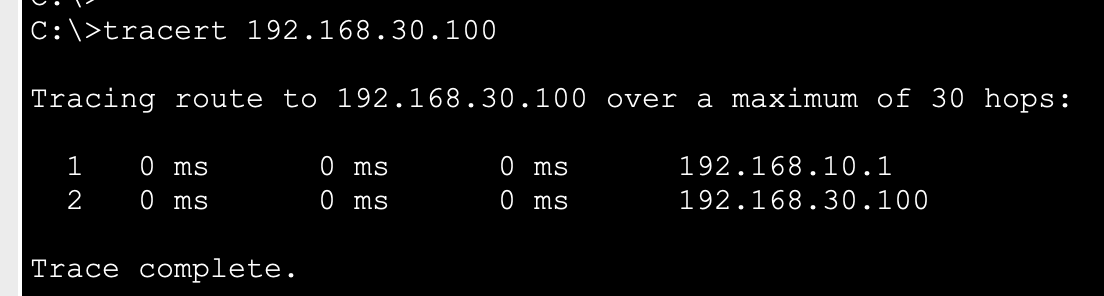 C:\>
C:\>tracert 192.168.30.100
Tracing route to 192.168.30.100 over a maximum of 30 hops:
1 0 ms 0 ms 0 ms 192.168.10.1
2 0 ms 0 ms 0 ms 192.168.30.100
Trace complete.